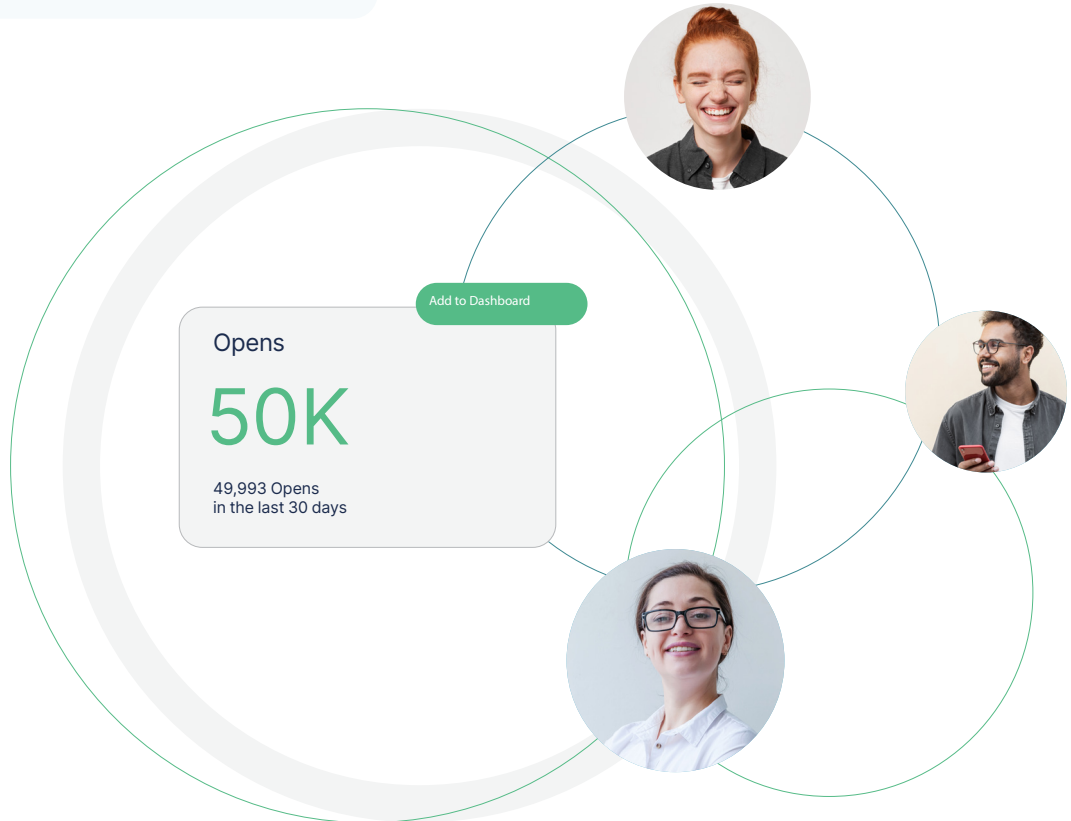 Add to Dashboard
Opens
50K
49,993 Opens
in the last 30 days